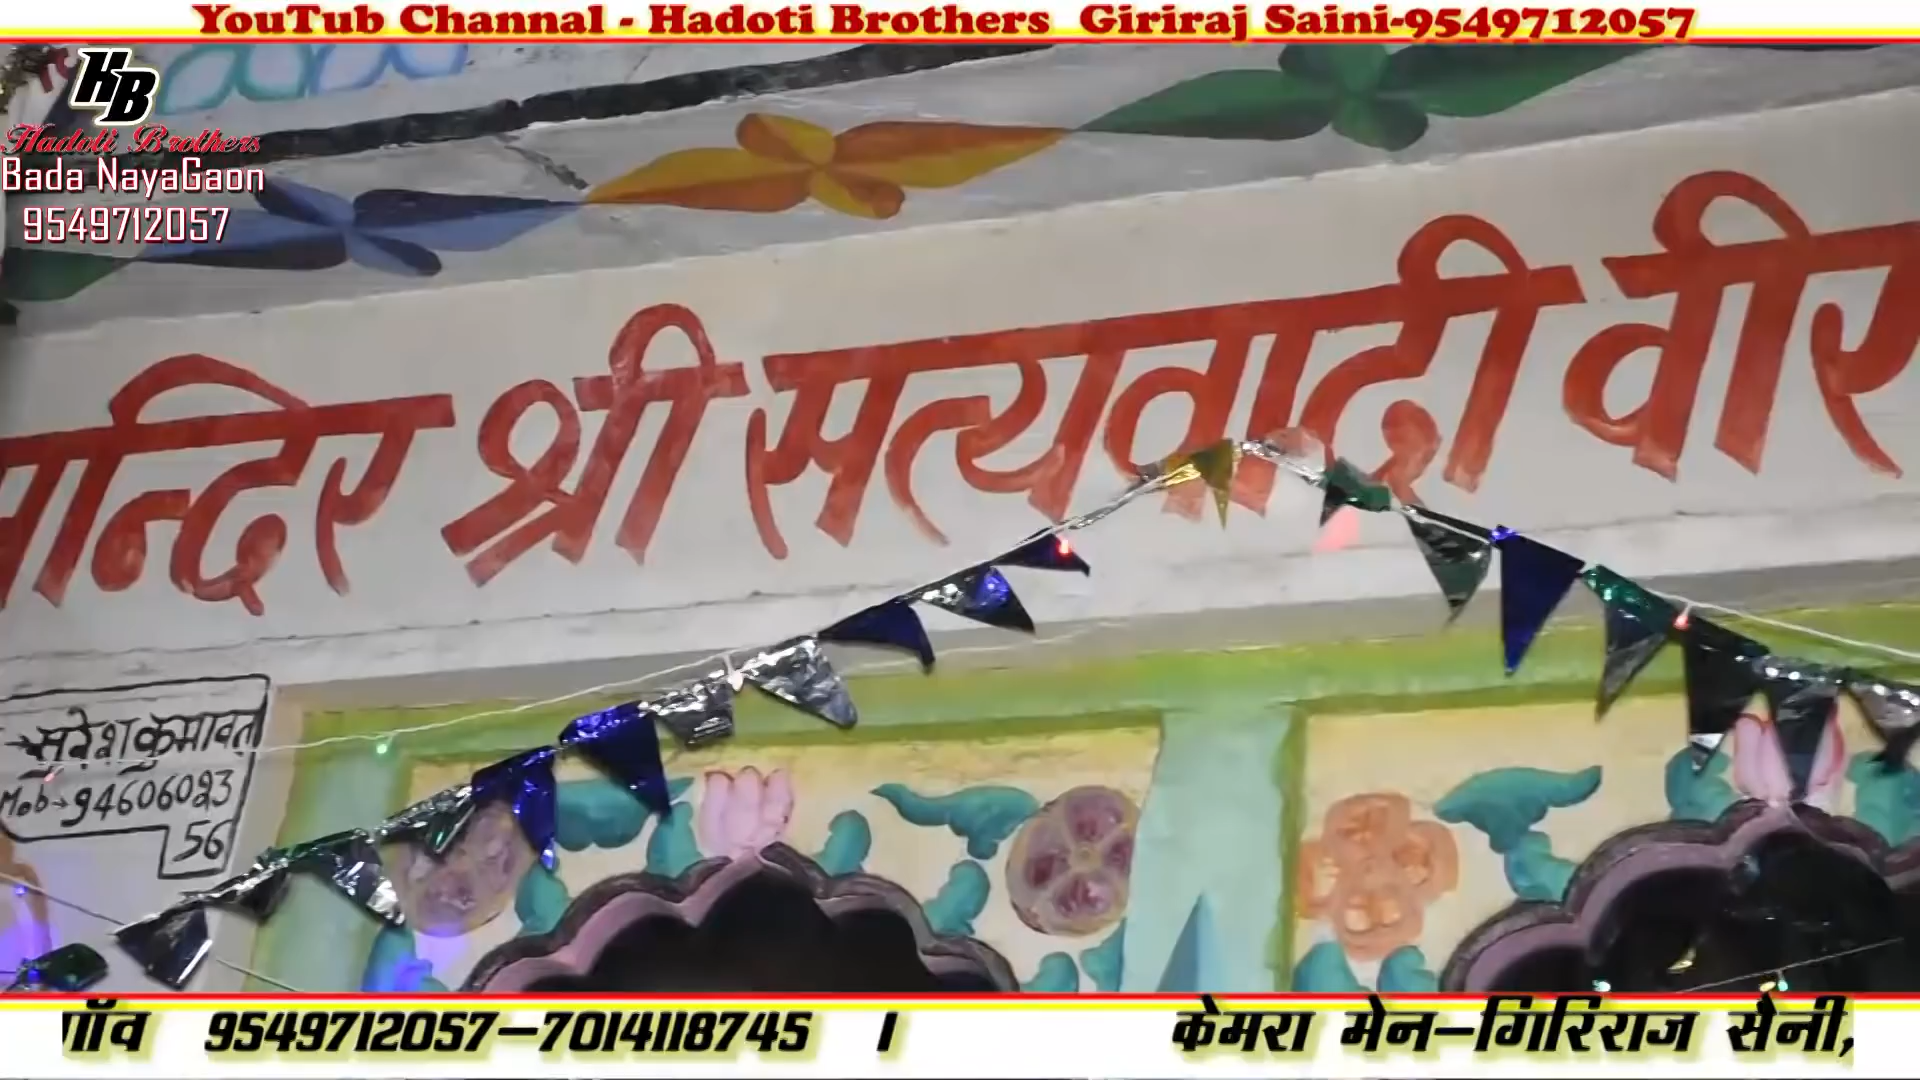 YouTub Channal - Hadoti Brothers Giriraj Saini-9549712057
HB
Hadoti Brothers
Bada NayaGaon
9549712057
मन्दिर श्री सत्यवादी वीर
सुरेश कुमावत
Mob→94606023
56
गाँव 9549712057-7014118745 । केमरा मेन-गिरिराज सैनी,